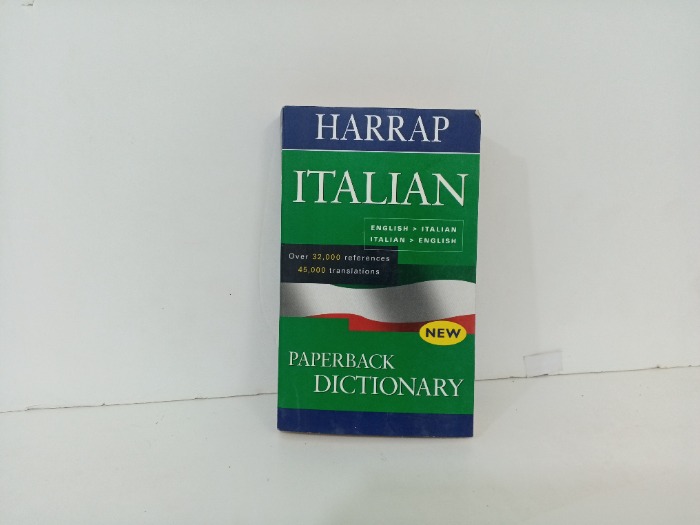 HARRAP
ITALIAN
ENGLISH > ITALIAN
ITALIAN > ENGLISH
Over 32,000 references
45,000 translations
NEW
PAPERBACK
DICTIONARY